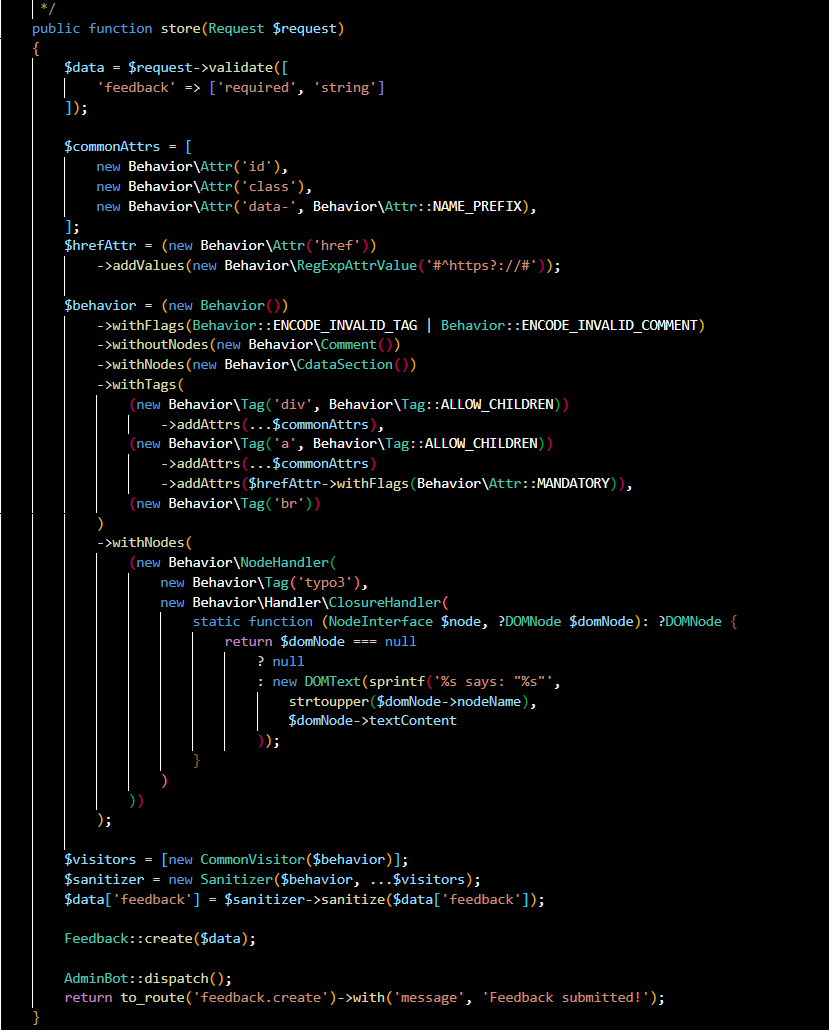 */
public function store(Request $request)
{
$data = $request->validate([
'feedback' => ['required', 'string']
]);
$commonAttrs = [
new Behavior\Attr('id'),
new Behavior\Attr('class'),
new Behavior\Attr('data-', Behavior\Attr::NAME_PREFIX),
];
$hrefAttr = (new Behavior\Attr('href'))
->addValues(new Behavior\RegExpAttrValue('#^https?://#'));
$behavior = (new Behavior())
->withFlags(Behavior::ENCODE_INVALID_TAG | Behavior::ENCODE_INVALID_COMMENT)
->withoutNodes(new Behavior\Comment())
->withNodes(new Behavior\CdataSection())
->withTags(
(new Behavior\Tag('div', Behavior\Tag::ALLOW_CHILDREN))
->addAttrs(...$commonAttrs),
(new Behavior\Tag('a', Behavior\Tag::ALLOW_CHILDREN))
->addAttrs(...$commonAttrs)
->addAttrs($hrefAttr->withFlags(Behavior\Attr::MANDATORY)),
(new Behavior\Tag('br'))
)
->withNodes(
(new Behavior\NodeHandler(
new Behavior\Tag('typo3'),
new Behavior\Handler\ClosureHandler(
static function (NodeInterface $node, ?DOMNode $domNode): ?DOMNode {
return $domNode === null
? null
: new DOMText(sprintf('%s says: "%s"',
strtoupper($domNode->nodeName),
$domNode->textContent
));
}
)
))
);
$visitors = [new CommonVisitor($behavior)];
$sanitizer = new Sanitizer($behavior, ...$visitors);
$data['feedback'] = $sanitizer->sanitize($data['feedback']);
Feedback::create($data);
AdminBot::dispatch();
return to_route('feedback.create')->with('message', 'Feedback submitted!');
}